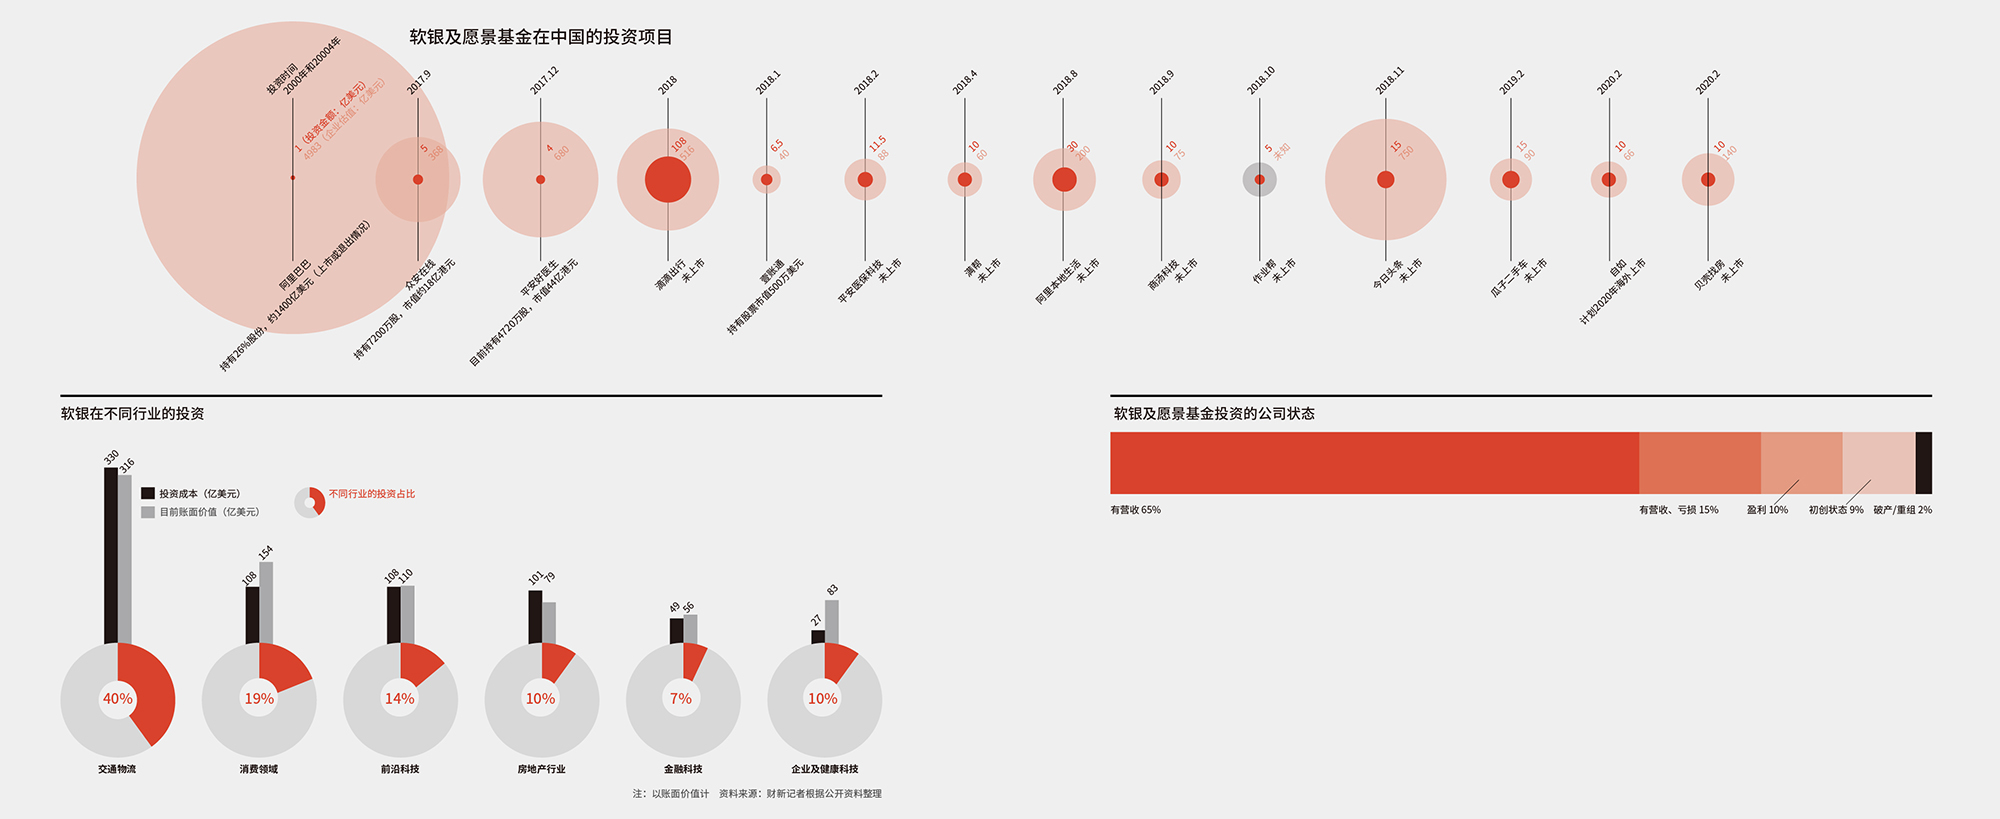 软银及愿景基金在中国的投资项目
投资时间
2000年和20004年
1（投资金额：亿美元）
4983（企业估值：亿美元）
阿里巴巴
持有26%股份，约1400亿美元（上市或退出情况）
2017.9
5
368
众安在线
持有7200万股，市值约18亿港元
2017.12
4
680
平安好医生
目前持有4720万股，市值44亿港元
2018
108
516
滴滴出行
未上市
2018.1
6.5
40
壹账通
持有股票市值500万美元
2018.2
11.5
88
平安医保科技
未上市
2018.4
10
60
满帮
未上市
2018.8
30
200
阿里本地生活
未上市
2018.9
10
75
商汤科技
未上市
2018.10
5
未知
作业帮
未上市
2018.11
15
750
今日头条
未上市
2019.2
15
90
瓜子二手车
未上市
2020.2
10
66
自如
计划2020年海外上市
2020.2
10
140
贝壳找房
未上市
软银在不同行业的投资
投资成本（亿美元）
目前账面价值（亿美元）
不同行业的投资占比
330
316
40%
交通物流
108
154
19%
消费领域
108
110
14%
前沿科技
101
79
10%
房地产行业
49
56
7%
金融科技
27
83
10%
企业及健康科技
注：以账面价值计 资料来源：财新记者根据公开资料整理
软银及愿景基金投资的公司状态
有营收 65%
有营收、亏损 15%
盈利 10%
初创状态 9%
破产/重组 2%